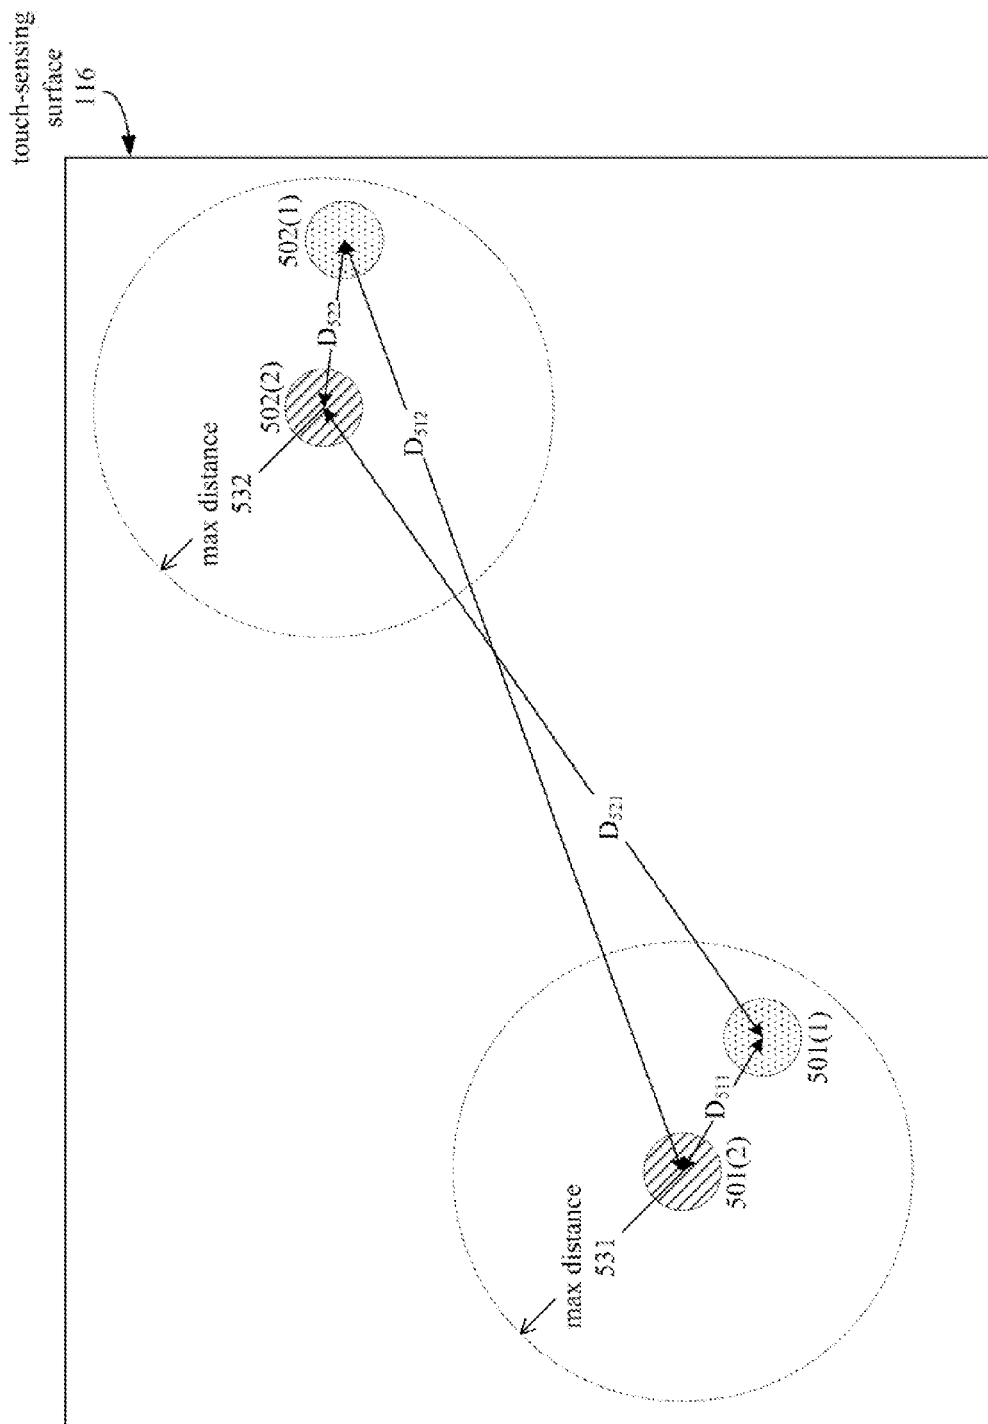 touch-sensing
surface
116
502(1)
D522
502(2)
D512
max distance
532
D521
501(1)
D511
501(2)
max distance
531